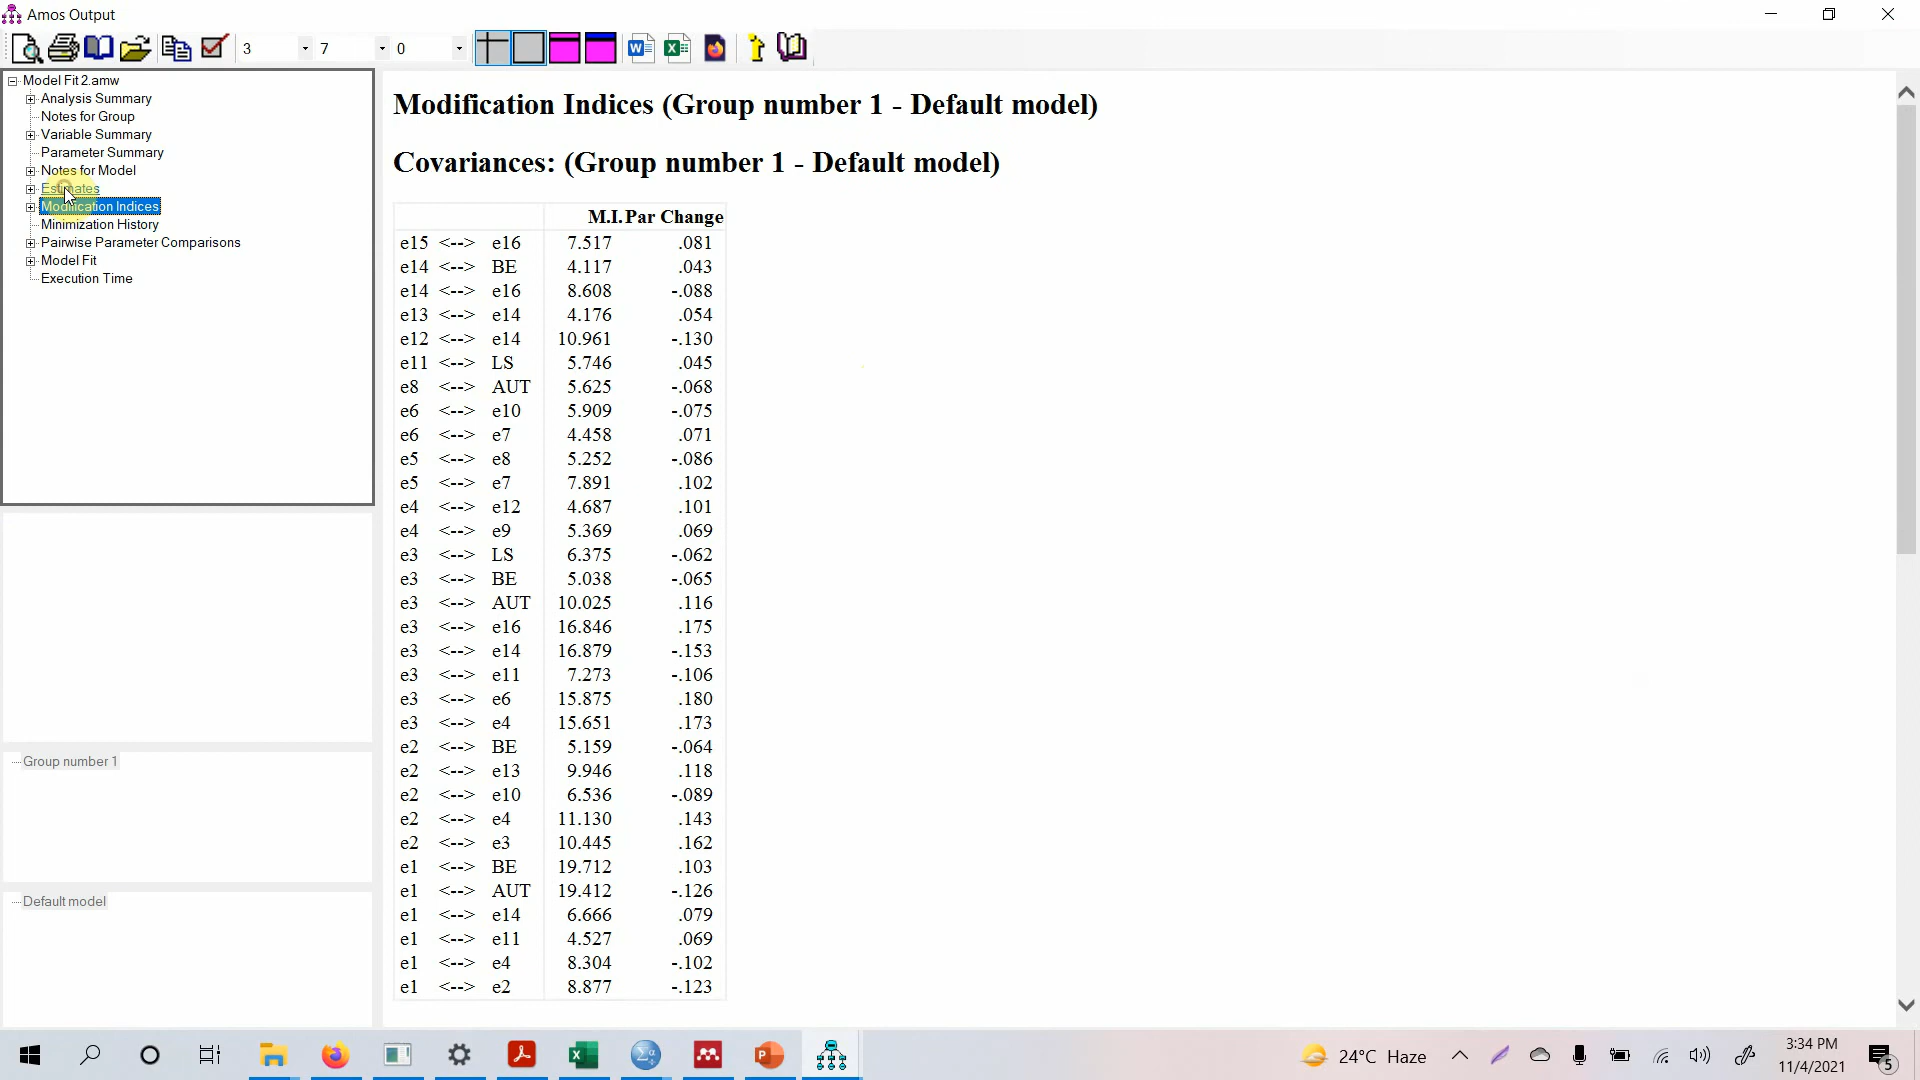 Amos Output
3 7 0
Model Fit 2.amw
Analysis Summary
Notes for Group
Variable Summary
Parameter Summary
Notes for Model
Estimates
Modification Indices
Minimization History
Pairwise Parameter Comparisons
Model Fit
Execution Time
Group number 1
Default model
Modification Indices (Group number 1 - Default model)
Covariances: (Group number 1 - Default model)
M.I. Par Change
e15 <--> e16 7.517 .081
e14 <--> BE 4.117 .043
e14 <--> e16 8.608 -.088
e13 <--> e14 4.176 .054
e12 <--> e14 10.961 -.130
e11 <--> LS 5.746 .045
e8 <--> AUT 5.625 -.068
e6 <--> e10 5.909 -.075
e6 <--> e7 4.458 .071
e5 <--> e8 5.252 -.086
e5 <--> e7 7.891 .102
e4 <--> e12 4.687 .101
e4 <--> e9 5.369 .069
e3 <--> LS 6.375 -.062
e3 <--> BE 5.038 -.065
e3 <--> AUT 10.025 .116
e3 <--> e16 16.846 .175
e3 <--> e14 16.879 -.153
e3 <--> e11 7.273 -.106
e3 <--> e6 15.875 .180
e3 <--> e4 15.651 .173
e2 <--> BE 5.159 -.064
e2 <--> e13 9.946 .118
e2 <--> e10 6.536 -.089
e2 <--> e4 11.130 .143
e2 <--> e3 10.445 .162
e1 <--> BE 19.712 .103
e1 <--> AUT 19.412 -.126
e1 <--> e14 6.666 .079
e1 <--> e11 4.527 .069
e1 <--> e4 8.304 -.102
e1 <--> e2 8.877 -.123
24°C Haze
3:34 PM
11/4/2021
5